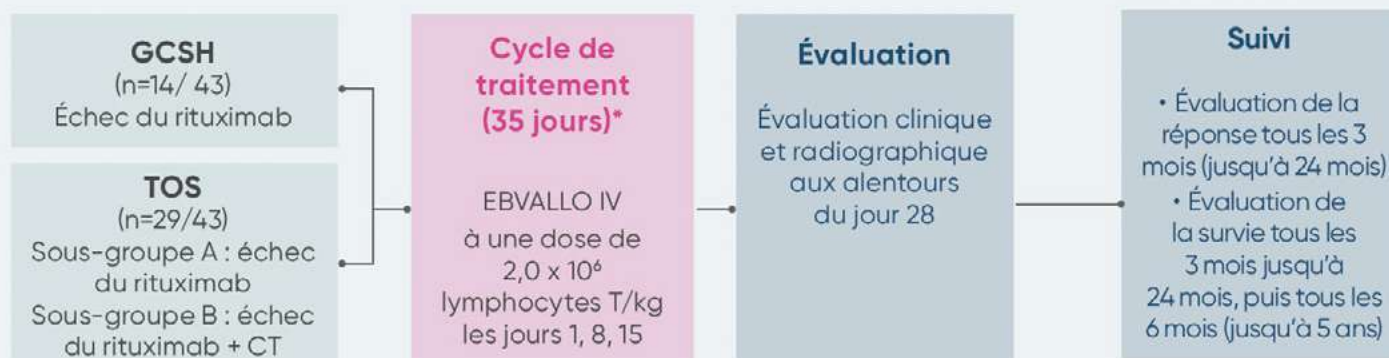 GCSH
(n=14/ 43)
Échec du rituximab
TOS
(n=29/43)
Sous-groupe A : échec
du rituximab
Sous-groupe B : échec
du rituximab + CT
Cycle de
traitement
(35 jours)*
EBVALLO IV
à une dose de
2,0 x 10⁶
lymphocytes T/kg
les jours 1, 8, 15
Évaluation
Évaluation clinique
et radiographique
aux alentours
du jour 28
Suivi
• Évaluation de la
réponse tous les 3
mois (jusqu'à 24 mois)
• Évaluation de
la survie tous les
3 mois jusqu'à
24 mois, puis tous les
6 mois (jusqu'à 5 ans)